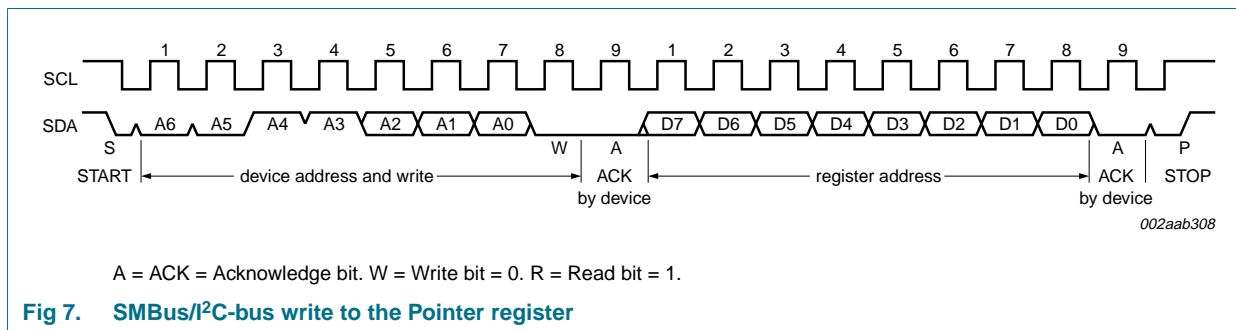 1 2 3 4 5 6 7 8 9 1 2 3 4 5 6 7 8 9
SCL
SDA A6 A5 A4 A3 A2 A1 A0 D7 D6 D5 D4 D3 D2 D1 D0
S W A A P
START device address and write ACK by device register address ACK by device STOP
002aab308
A = ACK = Acknowledge bit. W = Write bit = 0. R = Read bit = 1.
Fig 7. SMBus/I²C-bus write to the Pointer register